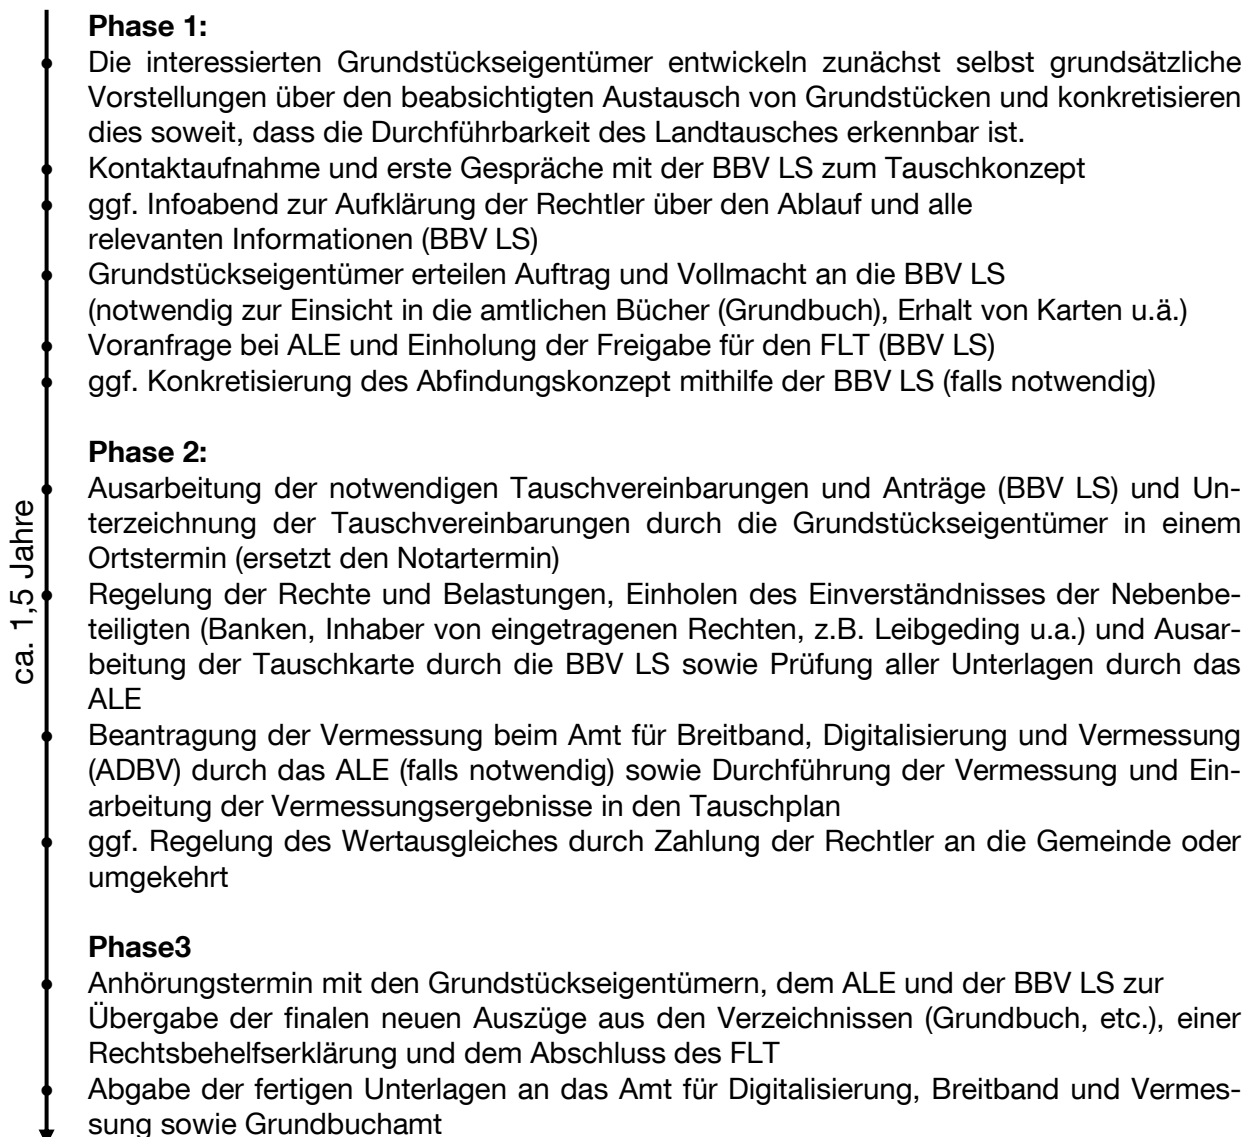 Phase 1:
Die interessierten Grundstückseigentümer entwickeln zunächst selbst grundsätzliche
Vorstellungen über den beabsichtigten Austausch von Grundstücken und konkretisieren
dies soweit, dass die Durchführbarkeit des Landtausches erkennbar ist.
Kontaktaufnahme und erste Gespräche mit der BBV LS zum Tauschkonzept
ggf. Infoabend zur Aufklärung der Rechtler über den Ablauf und alle
relevanten Informationen (BBV LS)
Grundstückseigentümer erteilen Auftrag und Vollmacht an die BBV LS
(notwendig zur Einsicht in die amtlichen Bücher (Grundbuch), Erhalt von Karten u.ä.)
Voranfrage bei ALE und Einholung der Freigabe für den FLT (BBV LS)
ggf. Konkretisierung des Abfindungskonzept mithilfe der BBV LS (falls notwendig)
Phase 2:
Ausarbeitung der notwendigen Tauschvereinbarungen und Anträge (BBV LS) und Un-
terzeichnung der Tauschvereinbarungen durch die Grundstückseigentümer in einem
Ortstermin (ersetzt den Notartermin)
Regelung der Rechte und Belastungen, Einholen des Einverständnisses der Nebenbe-
teiligten (Banken, Inhaber von eingetragenen Rechten, z.B. Leibgeding u.a.) und Ausar-
beitung der Tauschkarte durch die BBV LS sowie Prüfung aller Unterlagen durch das
ALE
Beantragung der Vermessung beim Amt für Breitband, Digitalisierung und Vermessung
(ADBV) durch das ALE (falls notwendig) sowie Durchführung der Vermessung und Ein-
arbeitung der Vermessungsergebnisse in den Tauschplan
ggf. Regelung des Wertausgleiches durch Zahlung der Rechtler an die Gemeinde oder
umgekehrt
Phase3
Anhörungstermin mit den Grundstückseigentümern, dem ALE und der BBV LS zur
Übergabe der finalen neuen Auszüge aus den Verzeichnissen (Grundbuch, etc.), einer
Rechtsbehelfserklärung und dem Abschluss des FLT
Abgabe der fertigen Unterlagen an das Amt für Digitalisierung, Breitband und Vermes-
sung sowie Grundbuchamt
ca. 1,5 Jahre